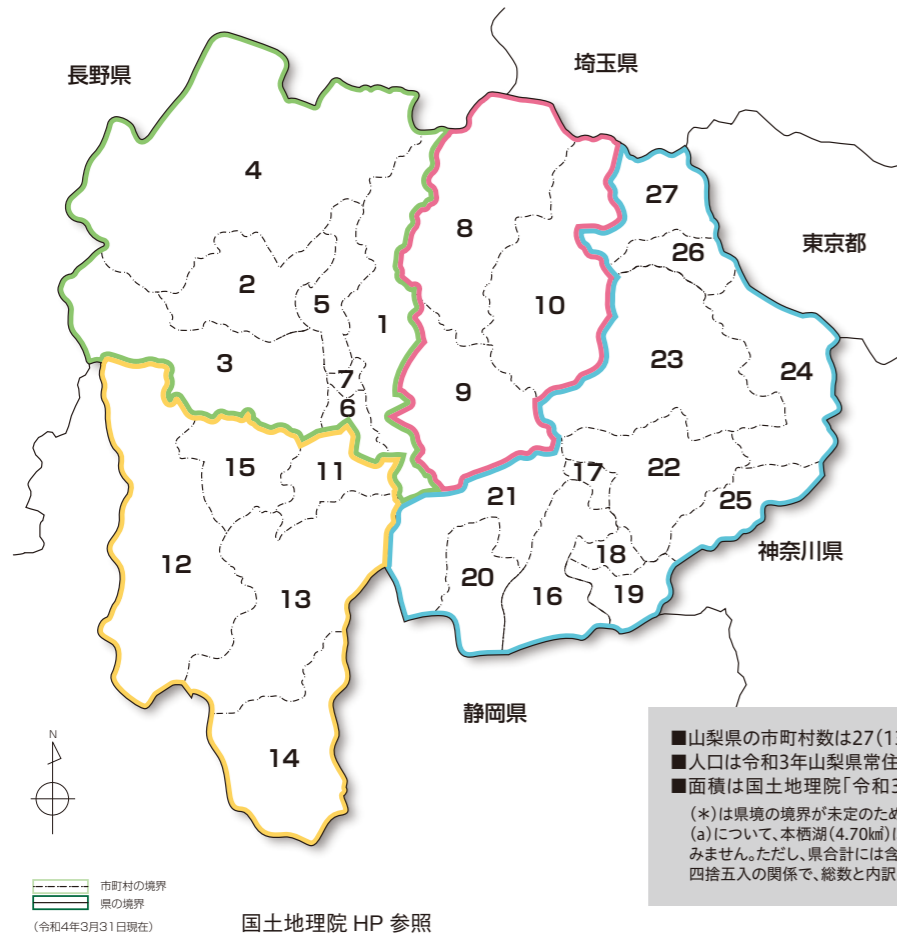 長野県
埼玉県
4
27
8
東京都
26
2
5
1
10
23
3
24
7
9
6
15
11
17
22
21
25
18
神奈川県
12
20
16
19
13
静岡県
14
N
■山梨県の市町村数は27(1
■人口は令和3年山梨県常住
■面積は国土地理院「令和3
(*)は県境の境界が未定のため
(a)について、本栖湖(4.70㎢)に
みません。ただし、県合計には含
四捨五入の関係で、総数と内訳
市町村の境界
県の境界
(令和4年3月31日現在)
国土地理院 HP 参照